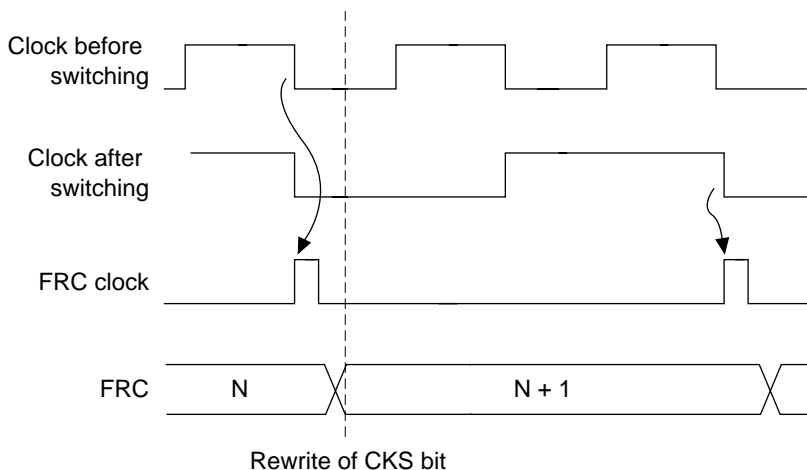 Clock before
switching
Clock after
switching
FRC clock
FRC
N
N + 1
Rewrite of CKS bit